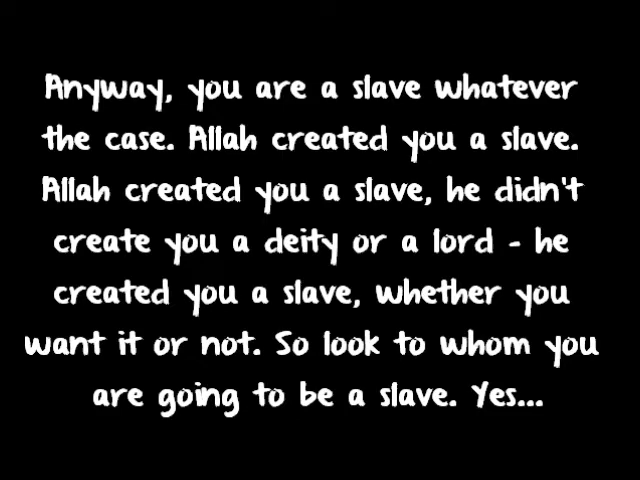 Anyway, you are a slave whatever
the case. Allah created you a slave.
Allah created you a slave, he didn't
create you a deity or a lord - he
created you a slave, whether you
want it or not. So look to whom you
are going to be a slave. Yes...